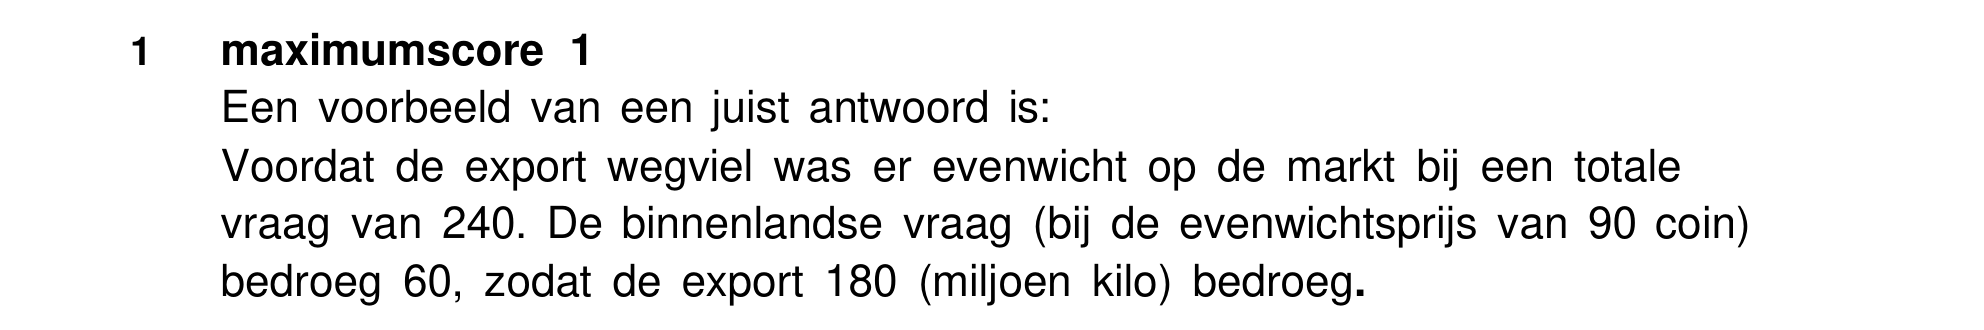 1 maximumscore 1
Een voorbeeld van een juist antwoord is:
Voordat de export wegviel was er evenwicht op de markt bij een totale
vraag van 240. De binnenlandse vraag (bij de evenwichtsprijs van 90 coin)
bedroeg 60, zodat de export 180 (miljoen kilo) bedroeg.